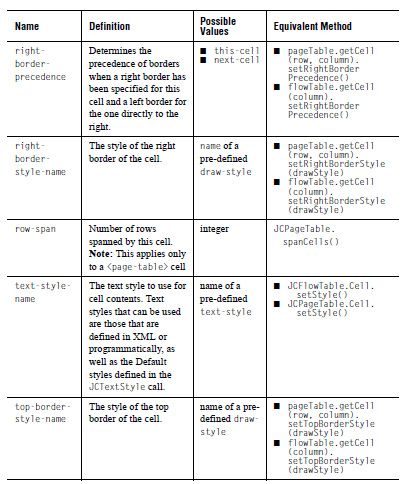 Name Definition Possible Values Equivalent Method
right-
border-
precedence
Determines the
precedence of borders
when a right border has
been specified for this
cell and a left border for
the one directly to the
right.
■ this-cell
■ next-cell
■ pageTable.getCell
(row, column).
setRightBorder
Precedence()
■ flowTable.getCell
(column).
setRightBorder
Precedence()
right-
border-
style-name
The style of the right
border of the cell.
name of a
pre-defined
draw-style
■ pageTable.getCell
(row, column).
setRightBorderStyle
(drawStyle)
■ flowTable.getCell
(column).
setRightBorderStyle
(drawStyle)
row-span
Number of rows
spanned by this cell.
Note: This applies only
to a <page-table> cell
integer
JCPageTable.
spanCells()
text-style-
name
The text style to use for
cell contents. Text
styles that can be used
are those that are
defined in XML or
programmatically, as
well as the Default
styles defined in the
JCTextStyle call.
name of a
pre-defined
text-style
■ JCFlowTable.Cell.
setStyle()
■ JCPageTable.Cell.
setStyle()
top-border-
style-name
The style of the top
border of the cell.
name of a pre-
defined draw-
style
■ pageTable.getCell
(row, column).
setTopBorderStyle
(drawStyle)
■ flowTable.getCell
(column).
setTopBorderStyle
(drawStyle)